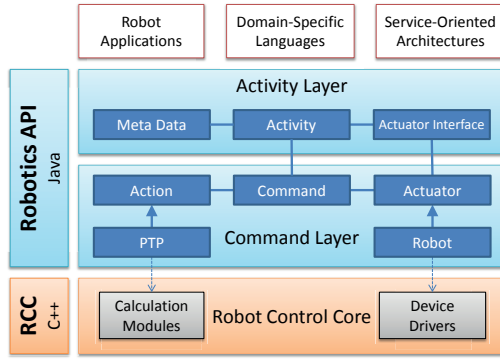 Robot
Applications
Domain-Specific
Languages
Service-Oriented
Architectures
Robotics API
Java
Activity Layer
Meta Data
Activity
Actuator Interface
Action
Command
Actuator
PTP
Command Layer
Robot
RCC
C++
Calculation
Modules
Robot Control Core
Device
Drivers